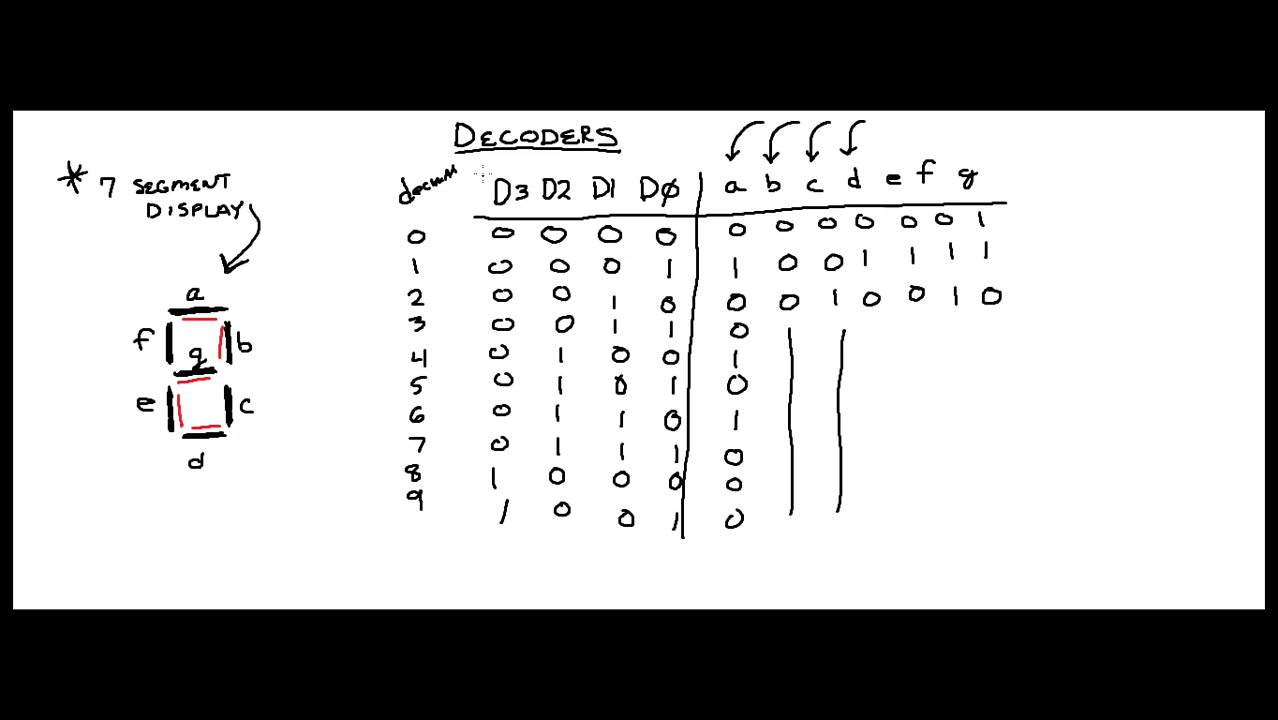 DECODERS
* 7 SEGMENT
DISPLAY
a
f b
g
e c
d
decimal D3 D2 D1 DØ a b c d e f g
0 0 0 0 0 0 0 0 0 0 0 1
1 0 0 0 1 1 0 0 1 1 1 1
2 0 0 1 0 0 0 1 0 0 1 0
3 0 0 1 1 0
4 0 1 0 0 1
5 0 1 0 1 0
6 0 1 1 0 1
7 0 1 1 1 0
8 1 0 0 0 0
9 1 0 0 1 0